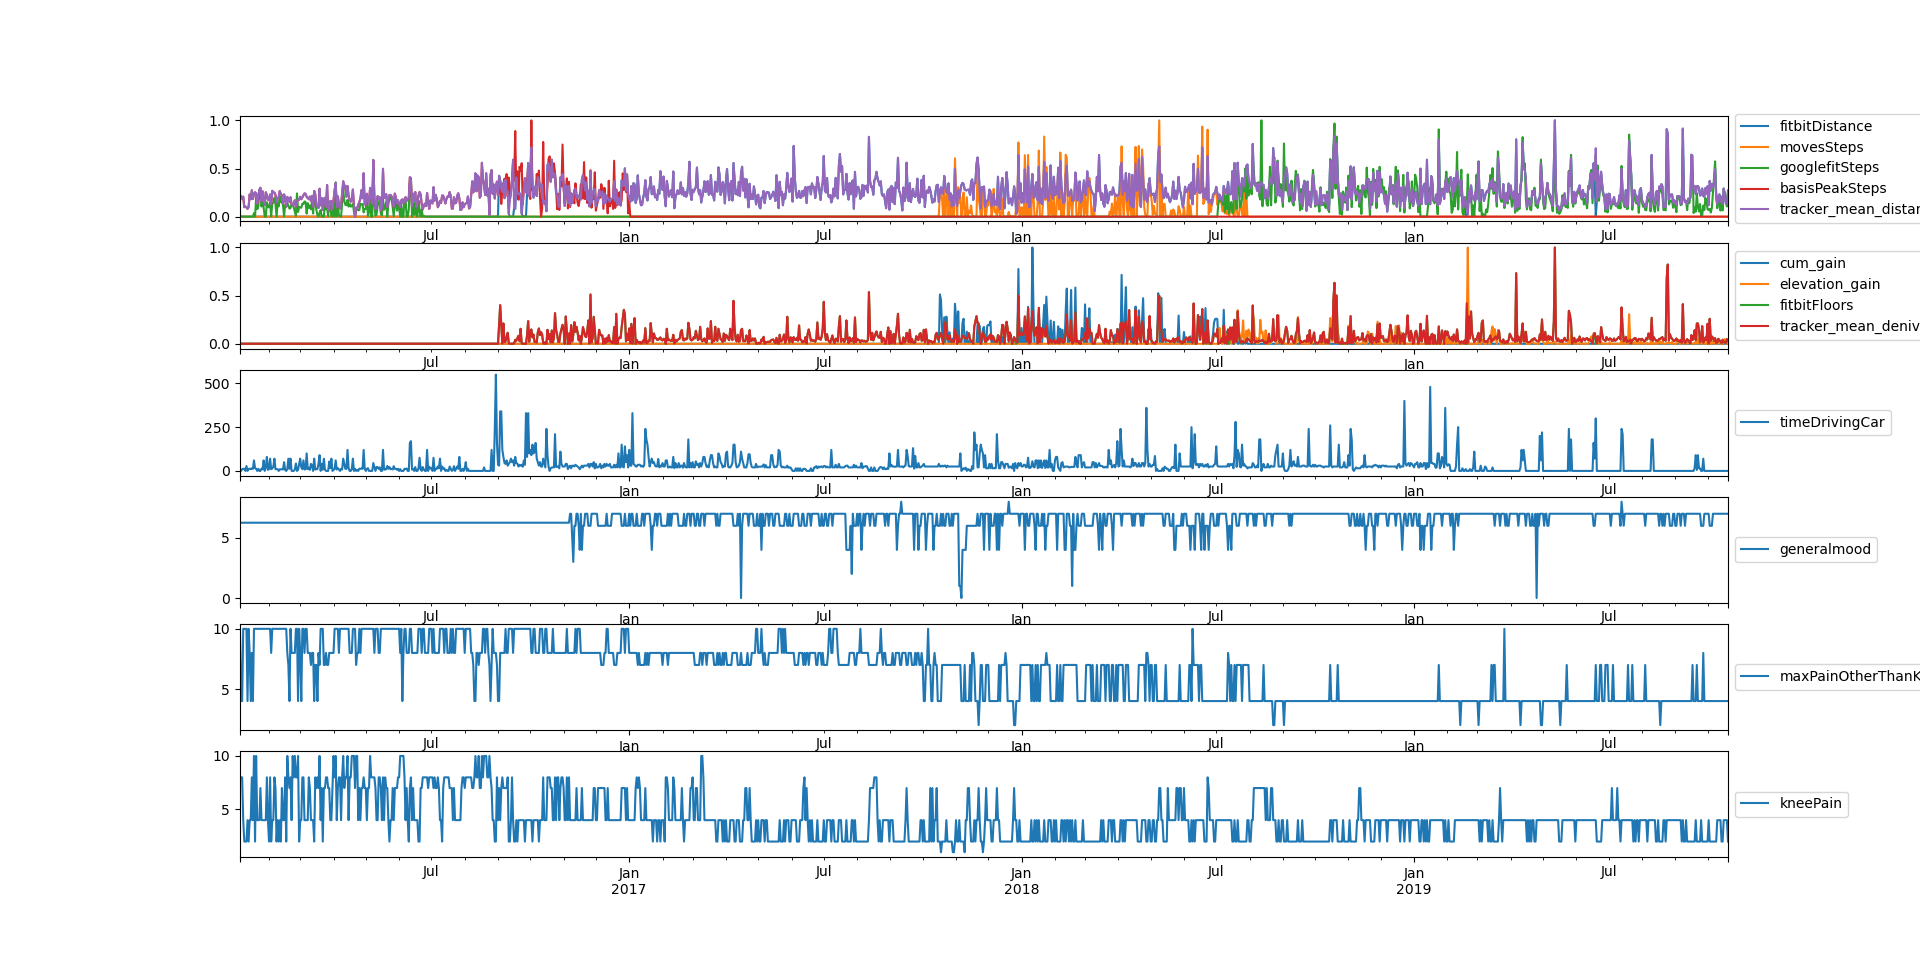 1.0
0.5
0.0
Jul Jan Jul Jan Jul Jan Jul
fitbitDistance
movesSteps
googlefitSteps
basisPeakSteps
tracker_mean_distan
1.0
0.5
0.0
Jul Jan Jul Jan Jul Jan Jul
cum_gain
elevation_gain
fitbitFloors
tracker_mean_deniv
500
250
0
Jul Jan Jul Jan Jul Jan Jul
timeDrivingCar
5
0
Jul Jan Jul Jan Jul Jan Jul
generalmood
10
5
Jul Jan Jul Jan Jul Jan Jul
maxPainOtherThanK
10
5
Jul Jan Jul Jan Jul Jan Jul
2017 2018 2019
kneePain